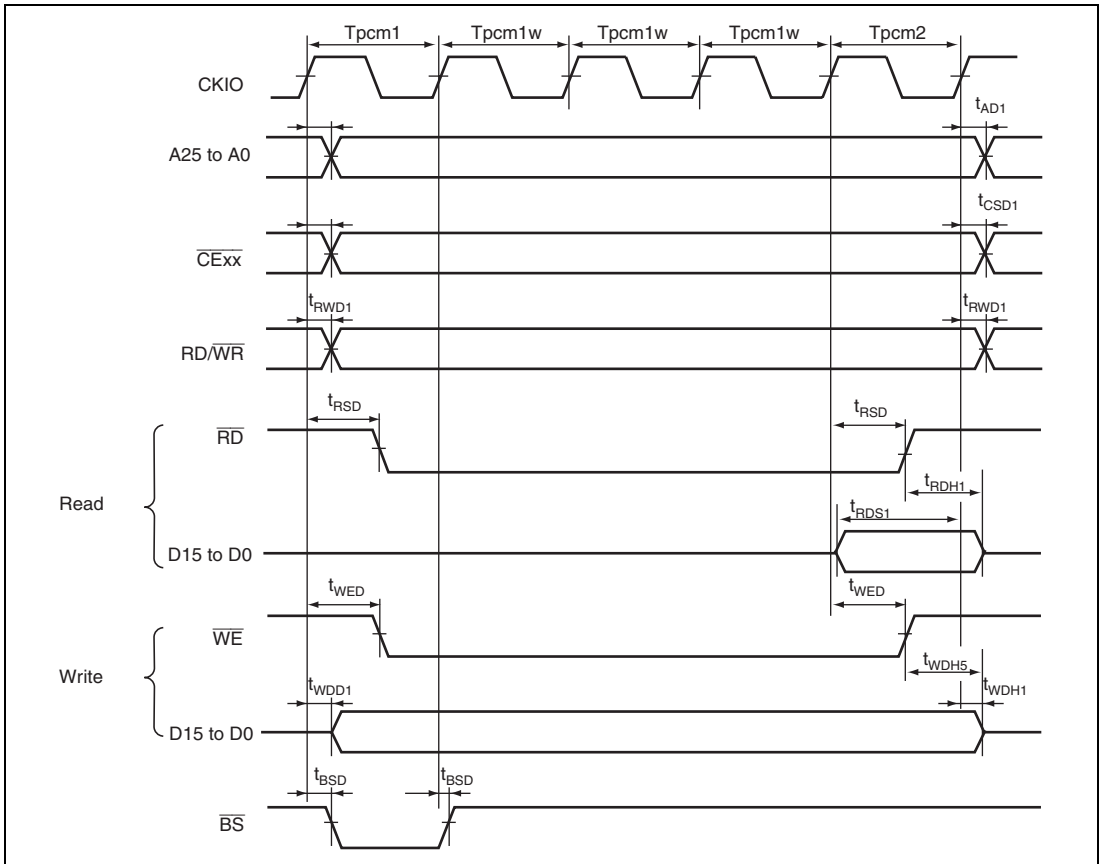 Tpcm1 Tpcm1w Tpcm1w Tpcm1w Tpcm2
CKIO
tAD1
A25 to A0
tCSD1
CExx
tRWD1 tRWD1
RD/WR
tRSD tRSD
RD
tRDH1
Read
tRDS1
D15 to D0
tWED tWED
WE
tWDH5
Write
tWDD1 tWDH1
D15 to D0
tBSD tBSD
BS